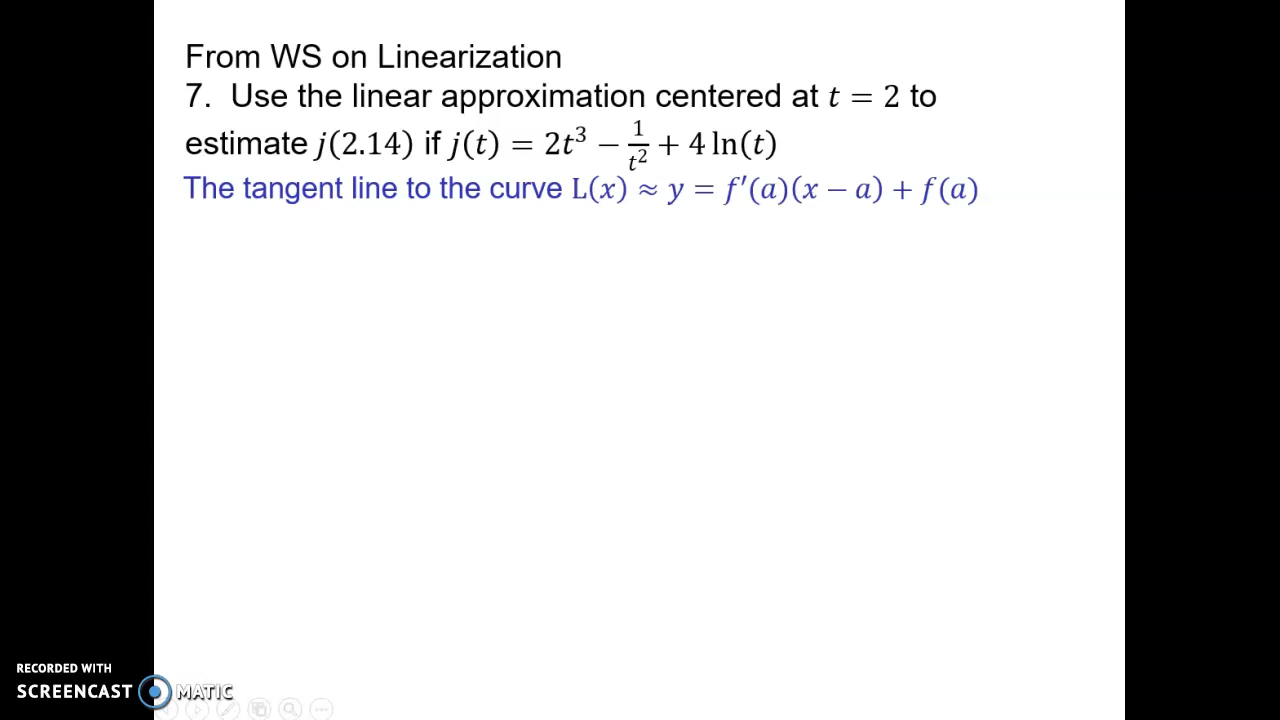 From WS on Linearization
7. Use the linear approximation centered at t = 2 to
estimate j(2.14) if j(t) = 2t³ − 1/t² + 4 ln(t)
The tangent line to the curve L(x) ≈ y = f′(a)(x − a) + f(a)
RECORDED WITH
SCREENCAST MATIC